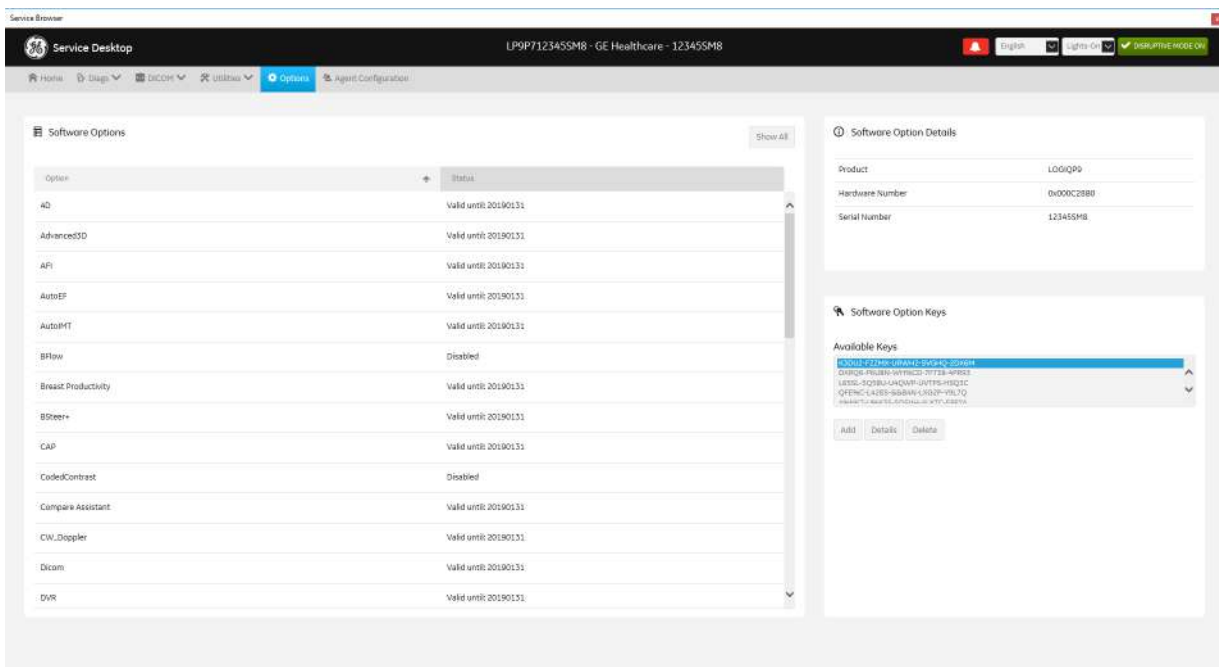 Service Browser
Service Desktop
LP9P712345SM8 - GE Healthcare - 12345SM8
English
Lights-On
DISRUPTIVE MODE ON
Home
Diags
DICOM
Utilities
Options
Agent Configuration
Software Options
Show All
Option
Status
4D
Valid until: 20190131
Advanced3D
Valid until: 20190131
AFI
Valid until: 20190131
AutoEF
Valid until: 20190131
AutoIMT
Valid until: 20190131
BFlow
Disabled
Breast Productivity
Valid until: 20190131
BSteer+
Valid until: 20190131
CAP
Valid until: 20190131
CodedContrast
Disabled
Compare Assistant
Valid until: 20190131
CW_Doppler
Valid until: 20190131
Dicom
Valid until: 20190131
DVR
Valid until: 20190131
Software Option Details
Product
LOGIQP9
Hardware Number
0x000C28B0
Serial Number
12345SM8
Software Option Keys
Available Keys
Add
Details
Delete